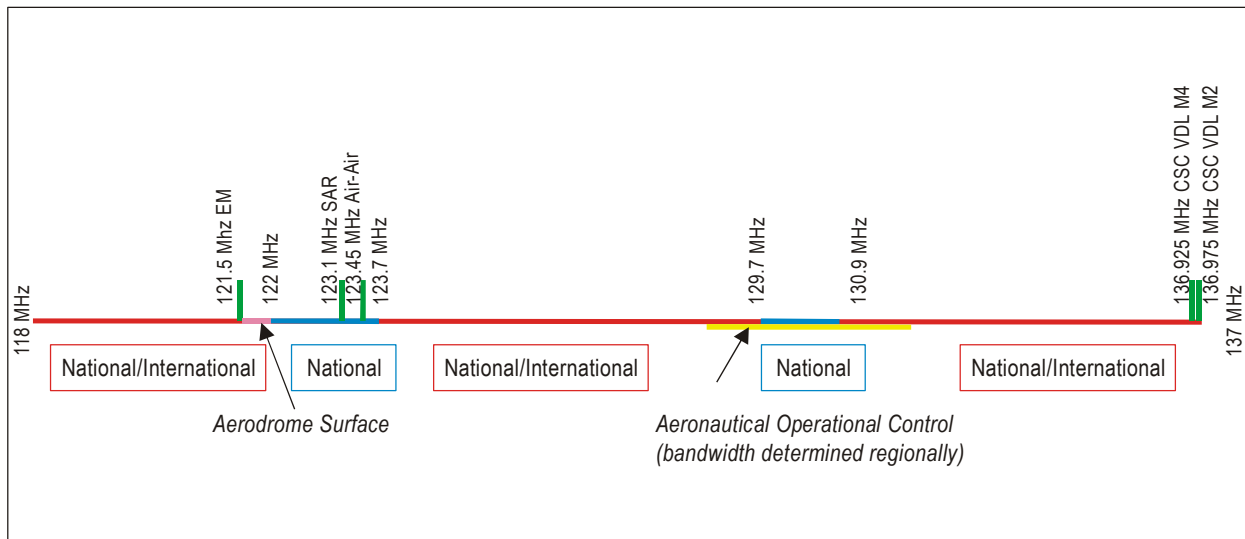 118 MHz
121.5 Mhz EM
122 MHz
123.1 MHz SAR
123.45 MHz Air-Air
123.7 MHz
129.7 MHz
130.9 MHz
136.925 MHz CSC VDL M4
136.975 MHz CSC VDL M2
137 MHz
National/International
National
National/International
National
National/International
Aerodrome Surface
Aeronautical Operational Control
(bandwidth determined regionally)